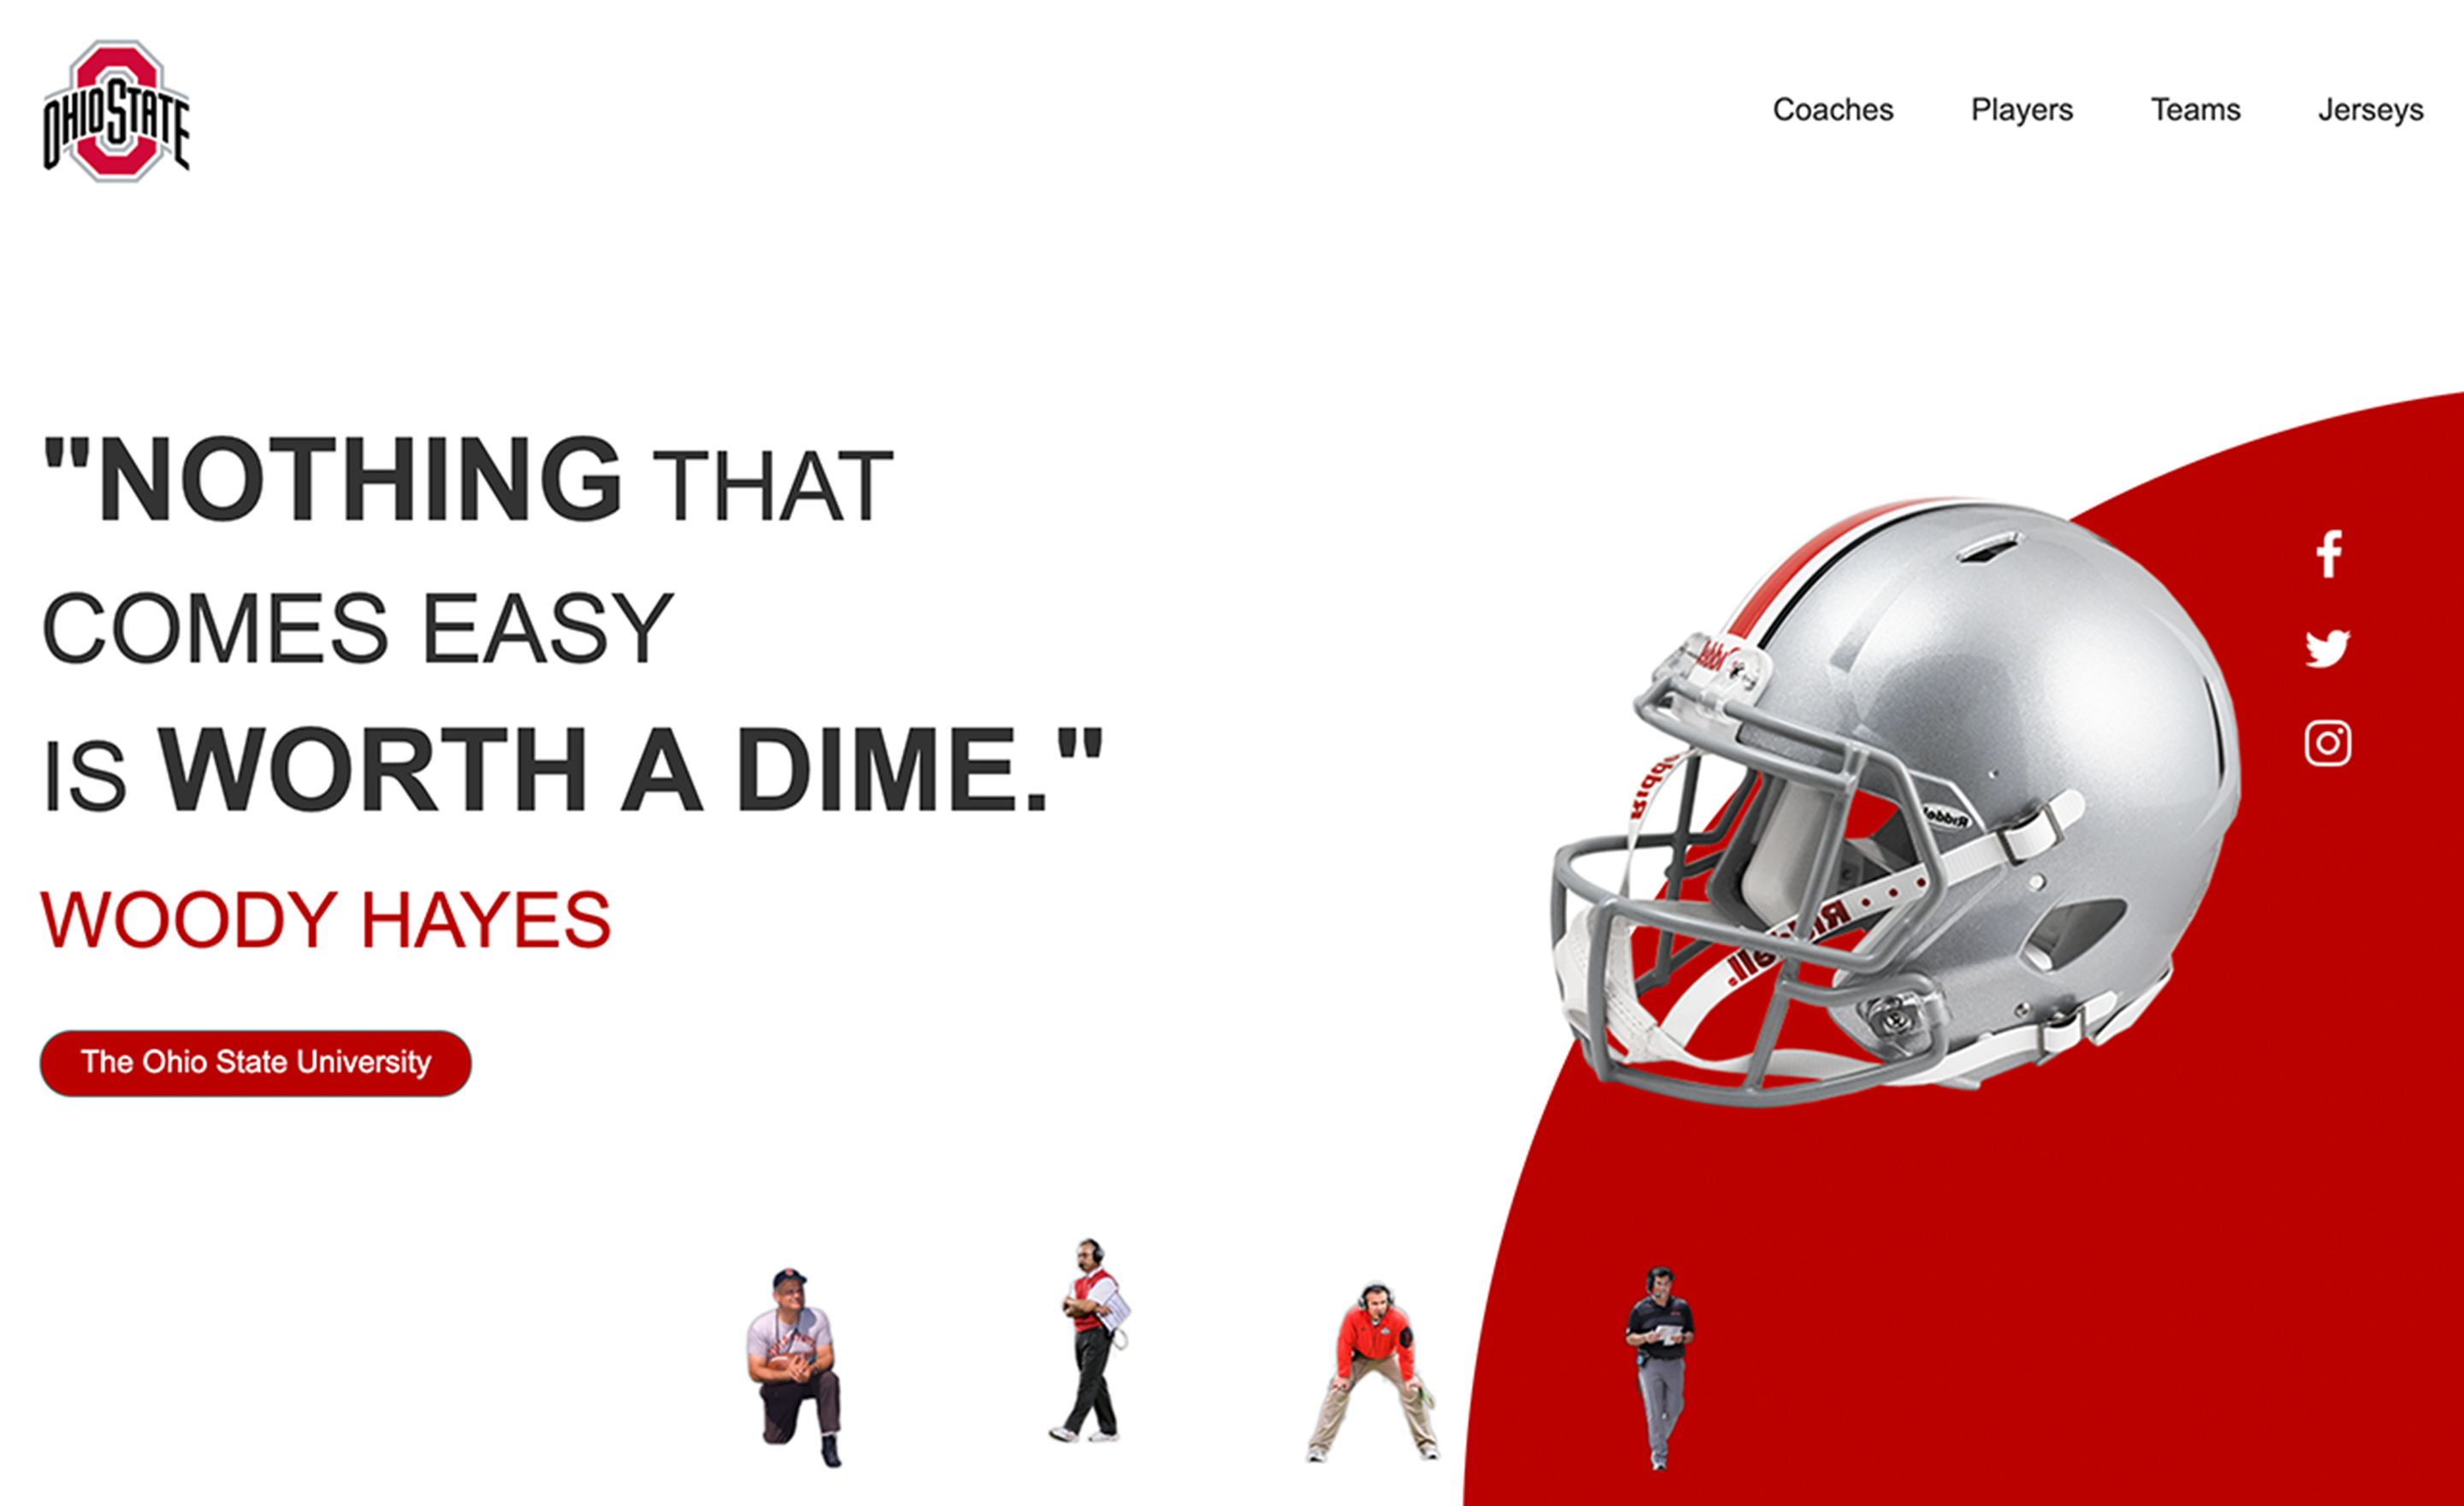 OHIO STATE
Coaches
Players
Teams
Jerseys
"NOTHING THAT
COMES EASY
IS WORTH A DIME."
WOODY HAYES
The Ohio State University
Riddell
Riddell